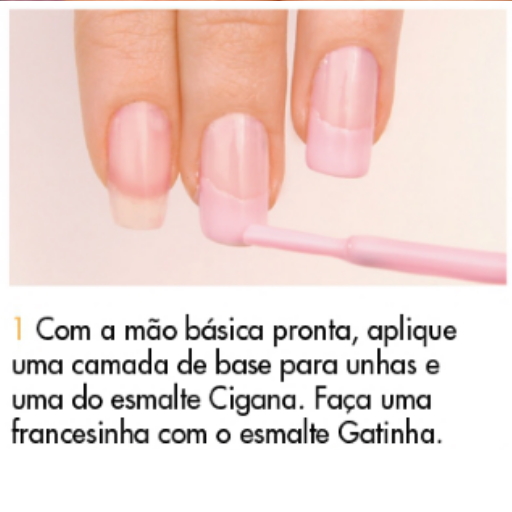 1 Com a mão básica pronta, aplique
uma camada de base para unhas e
uma do esmalte Cigana. Faça uma
francesinha com o esmalte Gatinha.